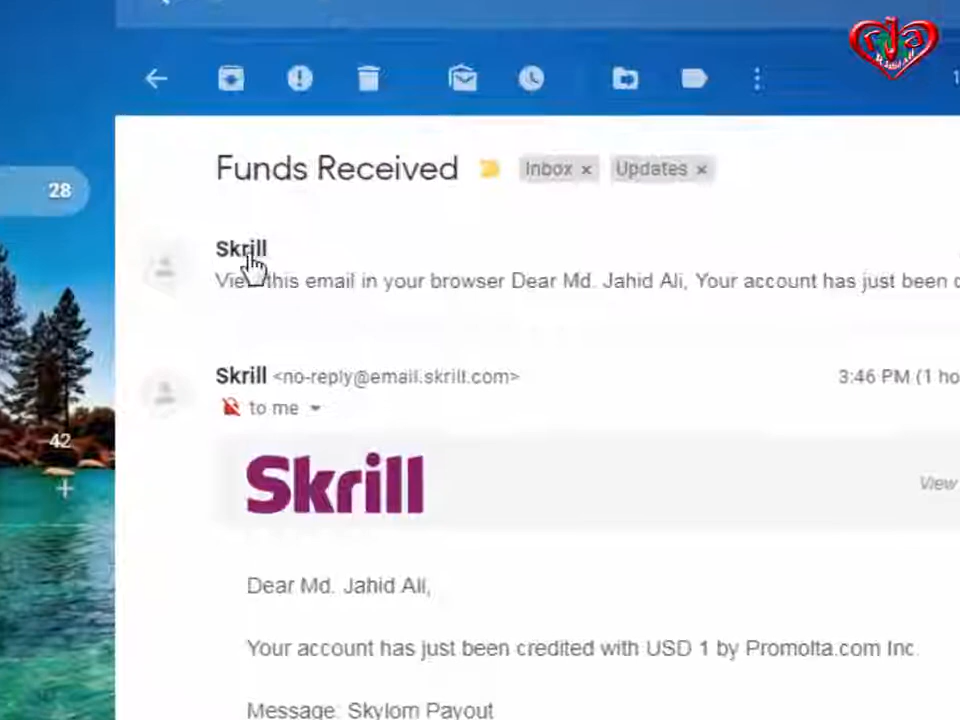 rja
Funds Received Inbox x Updates x
28
Skrill
View this email in your browser Dear Md. Jahid Ali, Your account has just been
Skrill <no-reply@email.skrill.com> 3:46 PM (1 ho
to me
42
+
Skrill
View
Dear Md. Jahid Ali,
Your account has just been credited with USD 1 by Promolta.com Inc.
Message: Skylom Payout